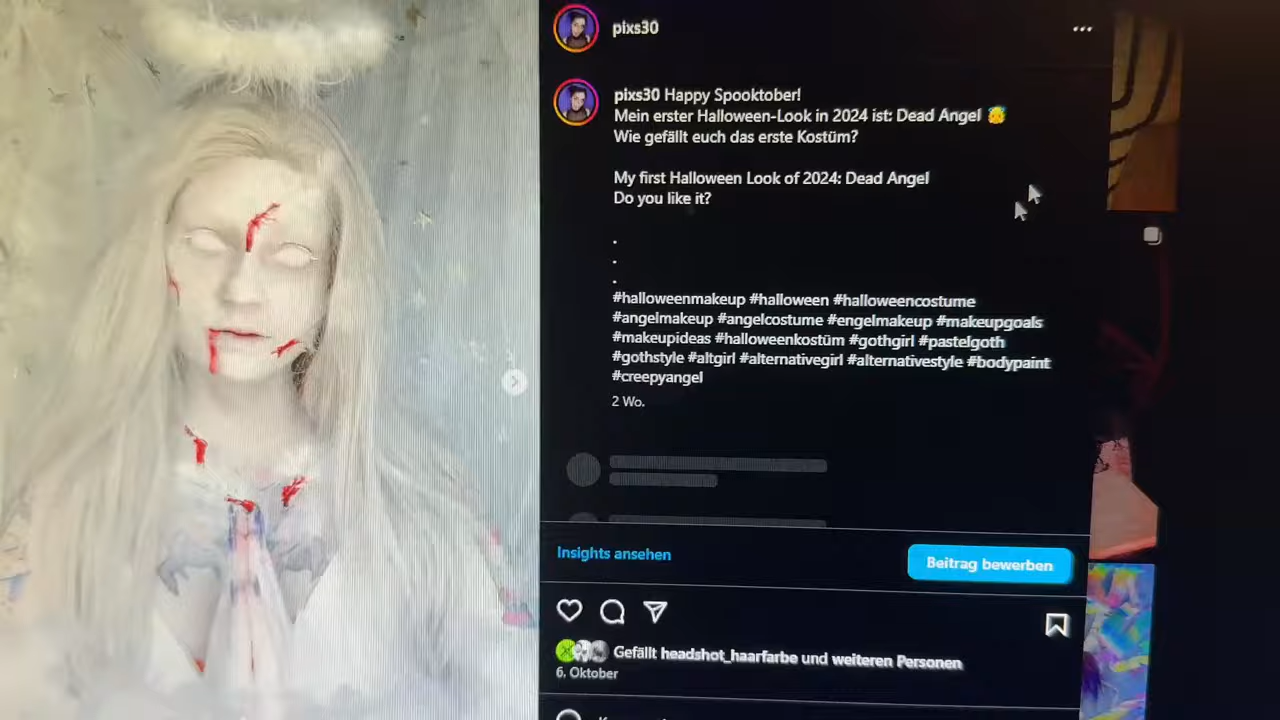 pixs30
pixs30 Happy Spooktober!
Mein erster Halloween-Look in 2024 ist: Dead Angel
Wie gefällt euch das erste Kostüm?
My first Halloween Look of 2024: Dead Angel
Do you like it?
.
.
.
#halloweenmakeup #halloween #halloweencostume
#angelmakeup #angelcostume #engelmakeup #makeupgoals
#makeupideas #halloweenkostüm #gothgirl #pastelgoth
#gothstyle #altgirl #alternativegirl #alternativestyle #bodypaint
#creepyangel
2 Wo.
Insights ansehen
Beitrag bewerben
Gefällt headshot_haarfarbe und weiteren Personen
6. Oktober